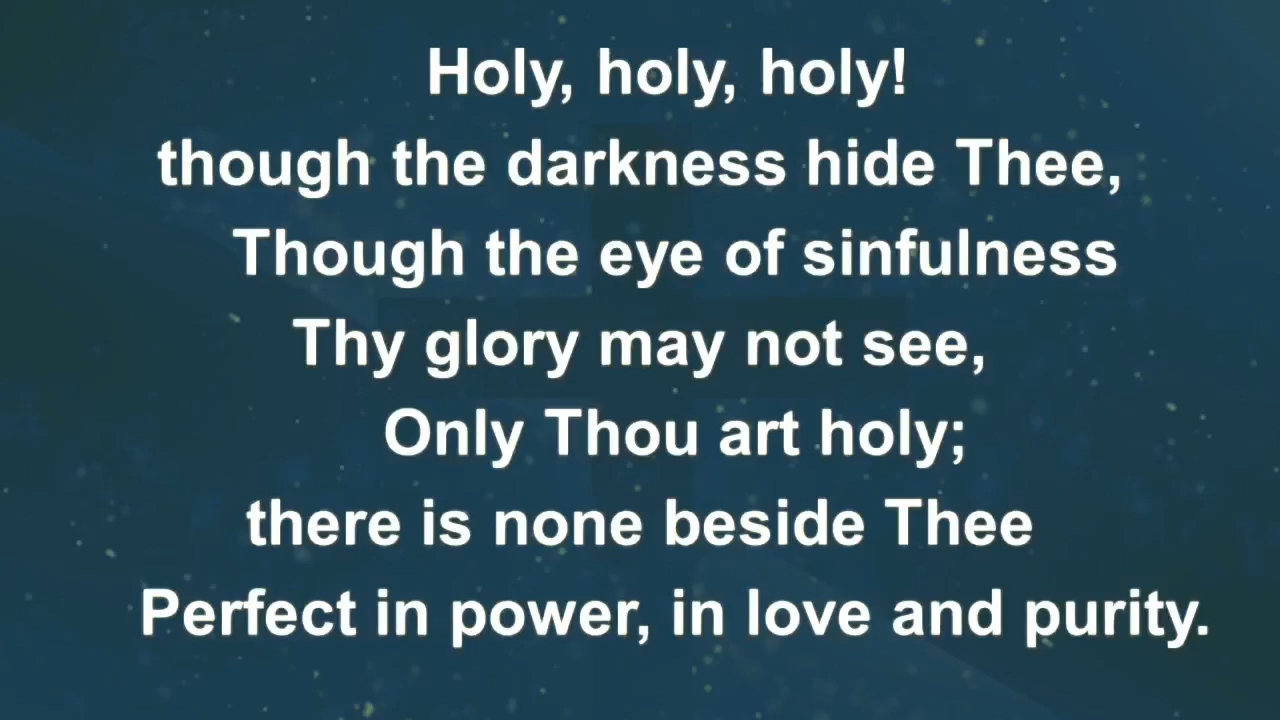 Holy, holy, holy!
though the darkness hide Thee,
Though the eye of sinfulness
Thy glory may not see,
Only Thou art holy;
there is none beside Thee
Perfect in power, in love and purity.